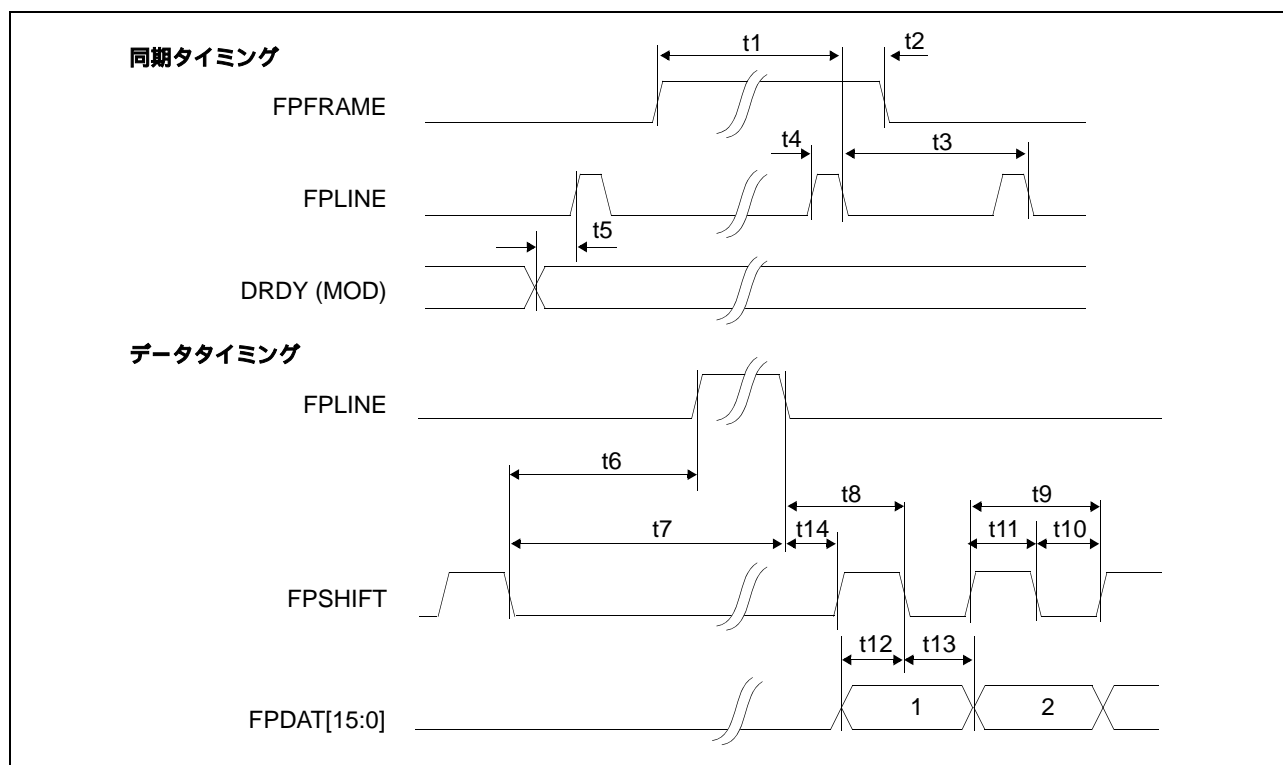 同期タイミング
t1
t2
FPFRAME
t4
t3
FPLINE
t5
DRDY (MOD)
データタイミング
FPLINE
t6
t8
t9
t7
t14
t11
t10
FPSHIFT
t12
t13
FPDAT[15:0]
1
2